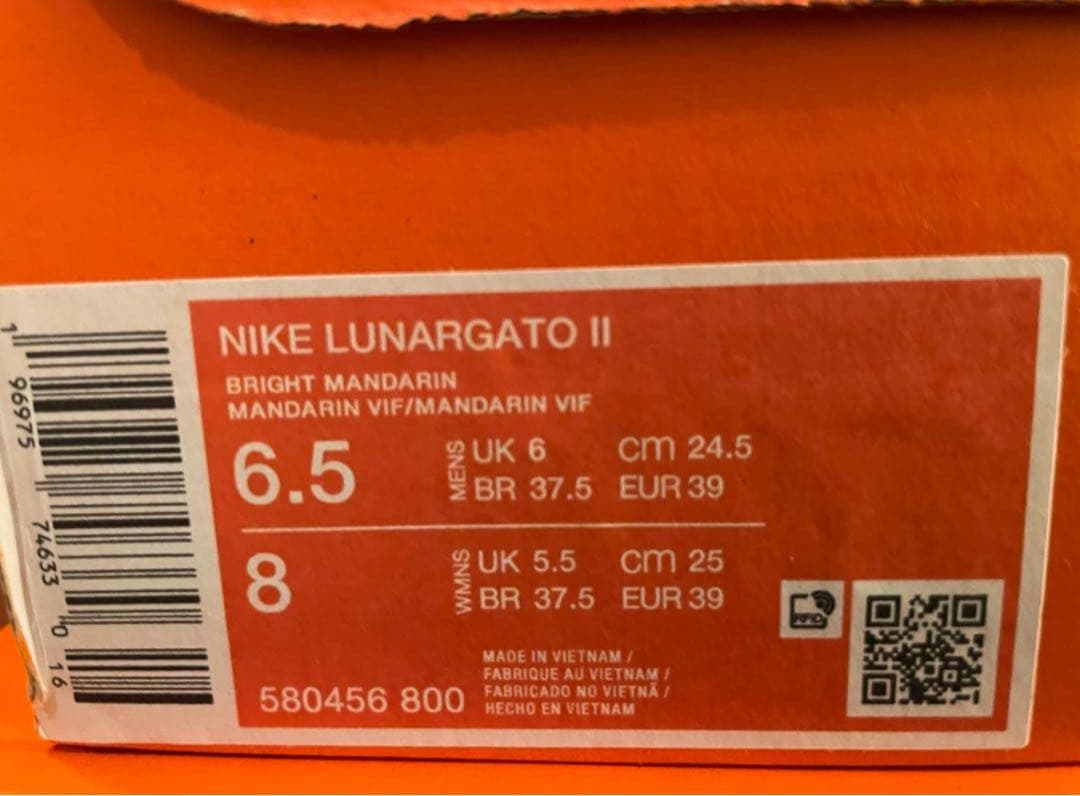 NIKE LUNARGATO II
BRIGHT MANDARIN
MANDARIN VIF/MANDARIN VIF
6.5 MENS UK 6 cm 24.5
BR 37.5 EUR 39
8 WMNS UK 5.5 cm 25
BR 37.5 EUR 39
580456 800
MADE IN VIETNAM /
FABRIQUE AU VIETNAM /
FABRICADO NO VIETNÃ /
HECHO EN VIETNAM
RFID
1 96975 74633 0 16